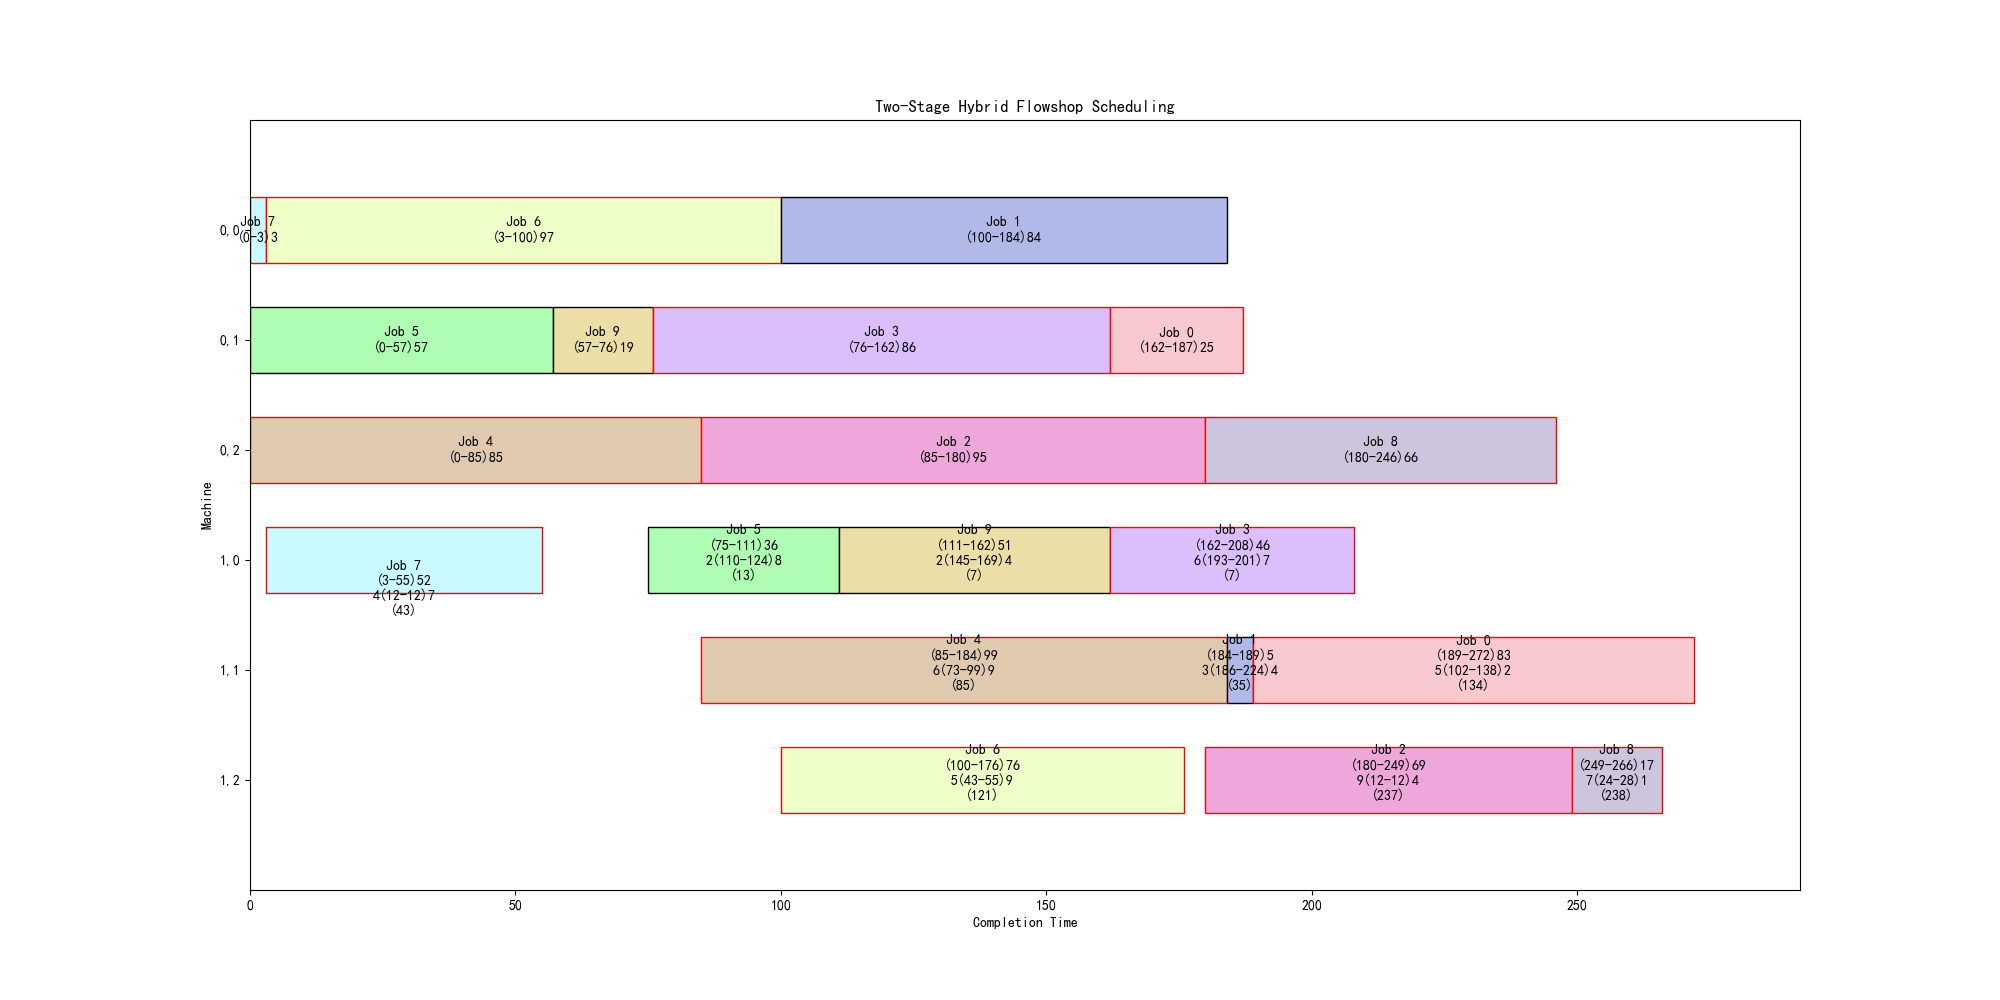 Two-Stage Hybrid Flowshop Scheduling
Machine
0,0
Job 7
(0-3)3
Job 6
(3-100)97
Job 1
(100-184)84
0,1
Job 5
(0-57)57
Job 9
(57-76)19
Job 3
(76-162)86
Job 0
(162-187)25
0,2
Job 4
(0-85)85
Job 2
(85-180)95
Job 8
(180-246)66
1,0
Job 7
(3-55)52
4(12-12)7
(43)
Job 5
(75-111)36
2(110-124)8
(13)
Job 9
(111-162)51
2(145-169)4
(7)
Job 3
(162-208)46
6(193-201)7
(7)
1,1
Job 4
(85-184)99
6(73-99)9
(85)
Job 1
(184-189)5
3(186-224)4
(35)
Job 0
(189-272)83
5(102-138)2
(134)
1,2
Job 6
(100-176)76
5(43-55)9
(121)
Job 2
(180-249)69
9(12-12)4
(237)
Job 8
(249-266)17
7(24-28)1
(238)
0
50
100
150
200
250
Completion Time